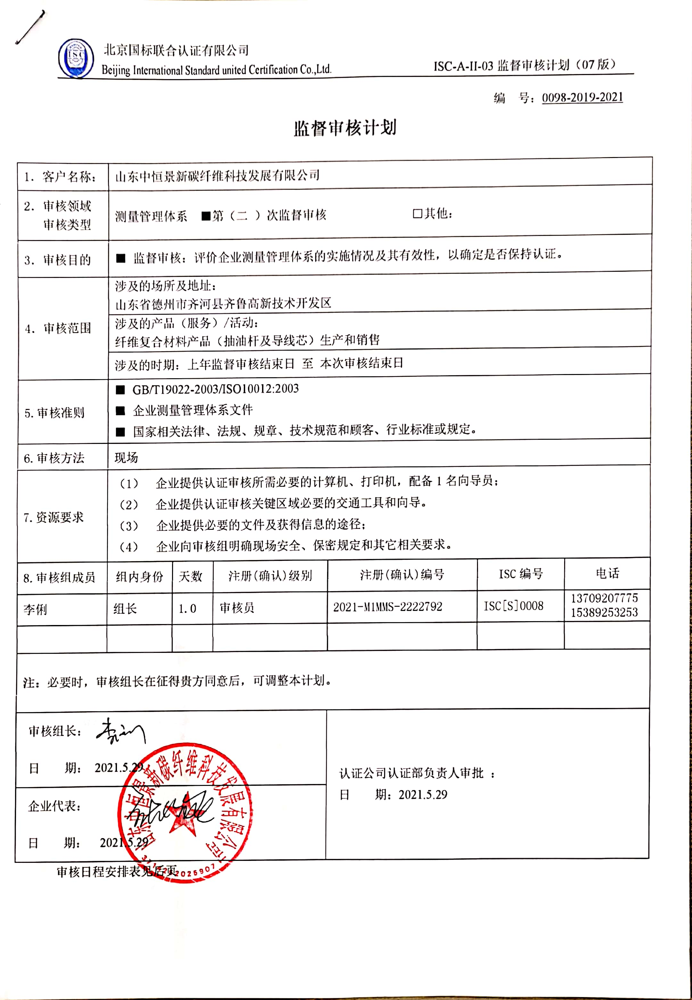 ISC
北京国标联合认证有限公司
Beijing International Standard united Certification Co.,Ltd.
ISC-A-II-03 监督审核计划（07 版）
编 号：0098-2019-2021
监督审核计划
1. 客户名称： 山东中恒景新碳纤维科技发展有限公司
2. 审核领域
审核类型
测量管理体系 ■第（二 ）次监督审核 □其他：
3. 审核目的 ■ 监督审核：评价企业测量管理体系的实施情况及其有效性，以确定是否保持认证。
4. 审核范围
涉及的场所及地址：
山东省德州市齐河县齐鲁高新技术开发区
涉及的产品（服务）/活动：
纤维复合材料产品（抽油杆及导线芯）生产和销售
涉及的时期：上年监督审核结束日 至 本次审核结束日
5.审核准则
■ GB/T19022-2003/ISO10012:2003
■ 企业测量管理体系文件
■ 国家相关法律、法规、规章、技术规范和顾客、行业标准或规定。
6.审核方法 现场
7.资源要求
（1） 企业提供认证审核所需必要的计算机、打印机，配备 1 名向导员；
（2） 企业提供认证审核关键区域必要的交通工具和向导。
（3） 企业提供必要的文件及获得信息的途径；
（4） 企业向审核组明确现场安全、保密规定和其它相关要求。
8.审核组成员 组内身份 天数 注册(确认)级别 注册(确认)编号 ISC 编号 电话
李俐 组长 1.0 审核员 2021-M1MMS-2222792 ISC[S]0008 13709207775
15389253253
注：必要时，审核组长在征得贵方同意后，可调整本计划。
审核组长：
日 期： 2021.5.29
企业代表：
日 期： 2021.5.29
认证公司认证部负责人审批 ：
日 期：2021.5.29
山东中恒景新碳纤维科技发展有限公司
审核日程安排表见后页